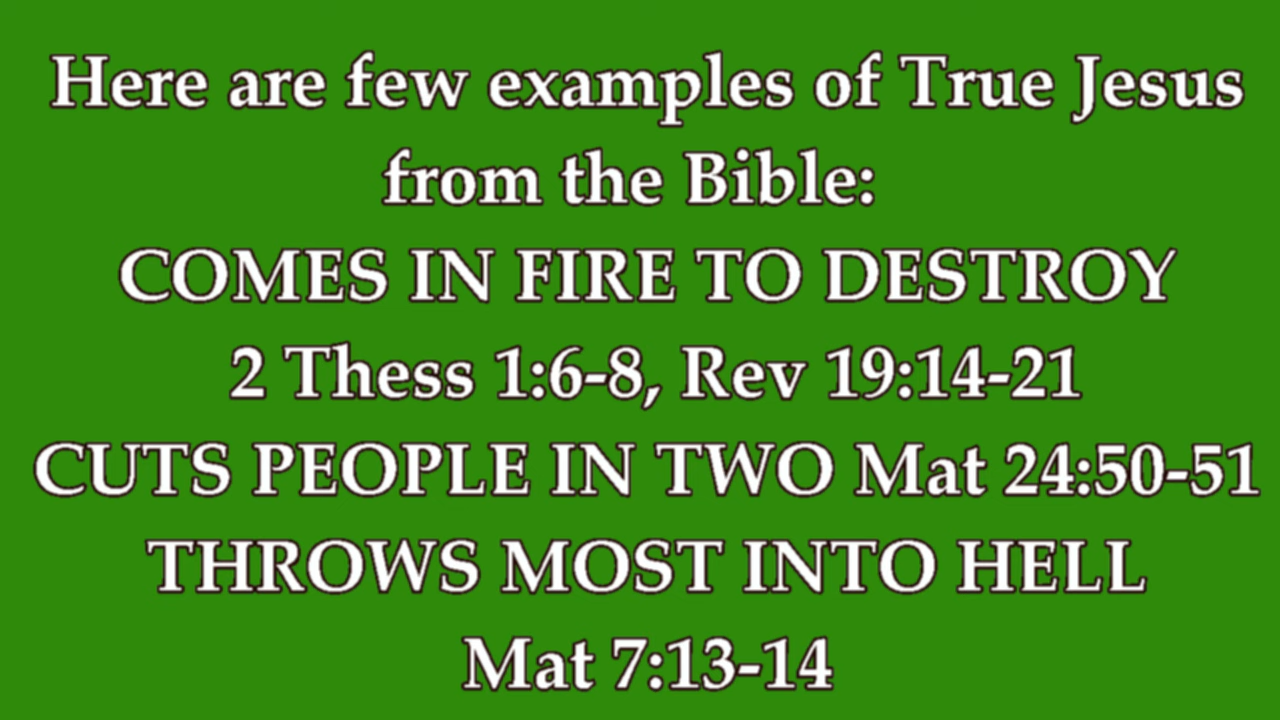 Here are few examples of True Jesus
from the Bible:
COMES IN FIRE TO DESTROY
2 Thess 1:6-8, Rev 19:14-21
CUTS PEOPLE IN TWO Mat 24:50-51
THROWS MOST INTO HELL
Mat 7:13-14